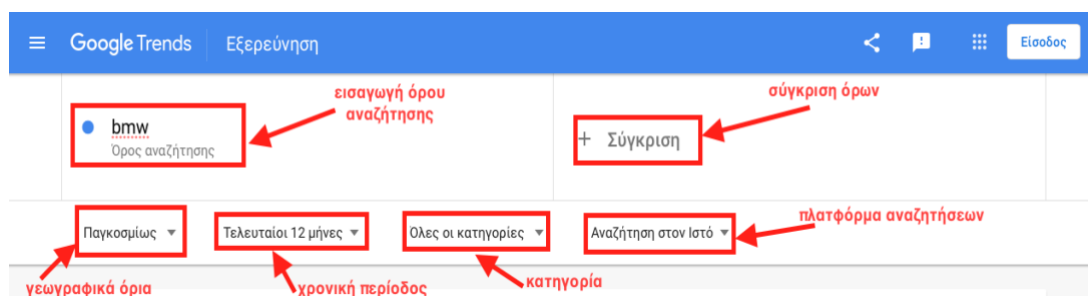 Google Trends Εξερεύνηση Είσοδος
εισαγωγή όρου
αναζήτησης
σύγκριση όρων
bmw
Όρος αναζήτησης
+ Σύγκριση
πλατφόρμα αναζητήσεων
Παγκοσμίως Τελευταίοι 12 μήνες Όλες οι κατηγορίες Αναζήτηση στον Ιστό
γεωγραφικά όρια χρονική περίοδος κατηγορία